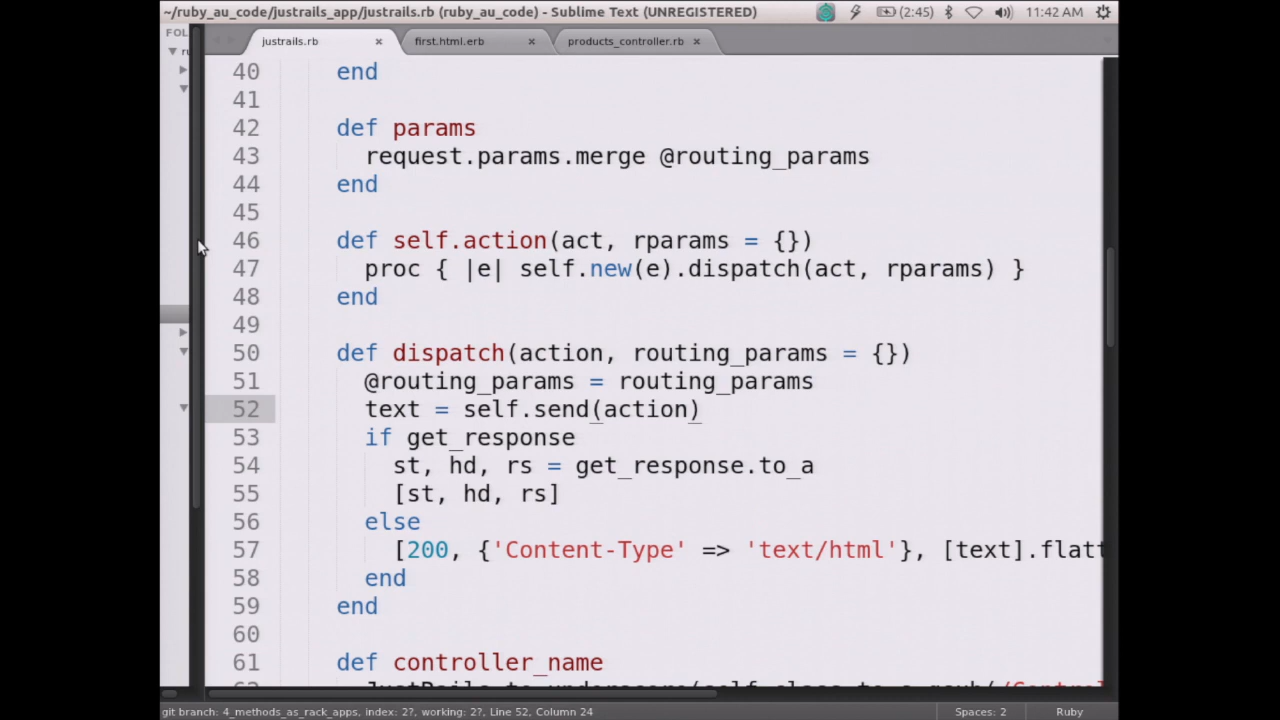 ~/ruby_au_code/justrails_app/justrails.rb (ruby_au_code) - Sublime Text (UNREGISTERED) (2:45) 11:42 AM
FOL justrails.rb × first.html.erb × products_controller.rb ×
40 end
41
42 def params
43 request.params.merge @routing_params
44 end
45
46 def self.action(act, rparams = {})
47 proc { |e| self.new(e).dispatch(act, rparams) }
48 end
49
50 def dispatch(action, routing_params = {})
51 @routing_params = routing_params
52 text = self.send(action)
53 if get_response
54 st, hd, rs = get_response.to_a
55 [st, hd, rs]
56 else
57 [200, {'Content-Type' => 'text/html'}, [text].flatt
58 end
59 end
60
61 def controller_name
git branch: 4_methods_as_rack_apps, index: 2?, working: 2?, Line 52, Column 24 Spaces: 2 Ruby